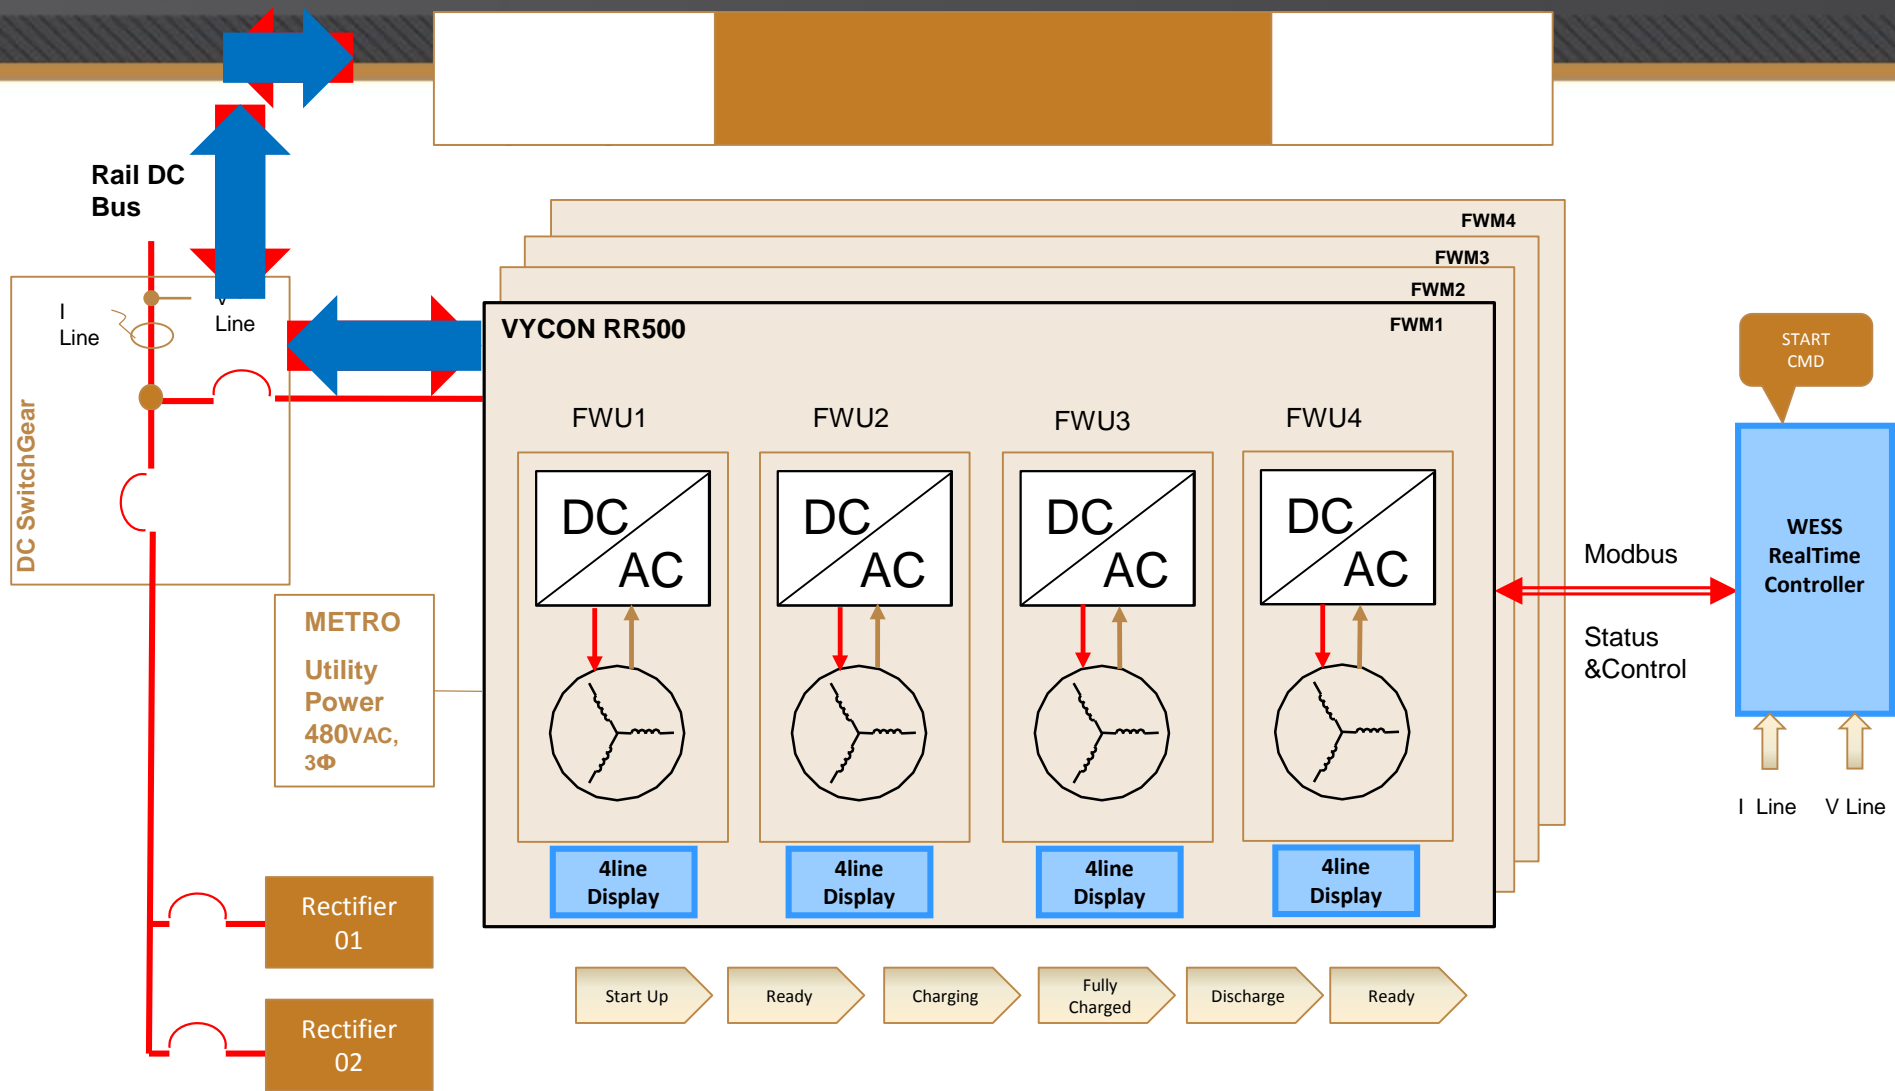 Rail DC
Bus
FWM4
FWM3
FWM2
FWM1
VYCON RR500
I
Line
V
Line
DC SwitchGear
START
CMD
FWU1
FWU2
FWU3
FWU4
DC
AC
DC
AC
DC
AC
DC
AC
WESS
RealTime
Controller
Modbus
Status
&Control
METRO
Utility
Power
480VAC,
3Φ
I Line
V Line
4line
Display
4line
Display
4line
Display
4line
Display
Rectifier
01
Rectifier
02
Start Up
Ready
Charging
Fully
Charged
Discharge
Ready